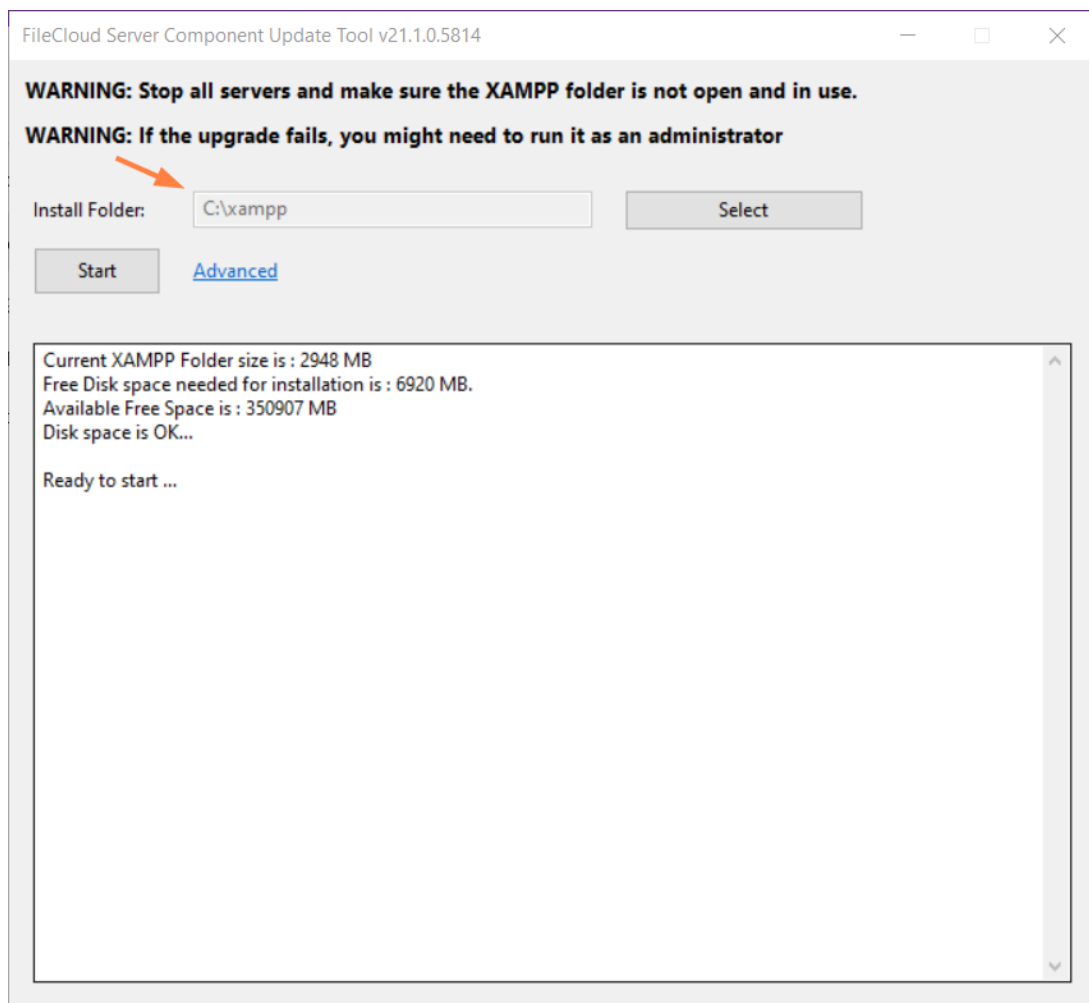 FileCloud Server Component Update Tool v21.1.0.5814
WARNING: Stop all servers and make sure the XAMPP folder is not open and in use.
WARNING: If the upgrade fails, you might need to run it as an administrator
Install Folder: C:\xampp Select
Start Advanced
Current XAMPP Folder size is : 2948 MB
Free Disk space needed for installation is : 6920 MB.
Available Free Space is : 350907 MB
Disk space is OK...
Ready to start ...